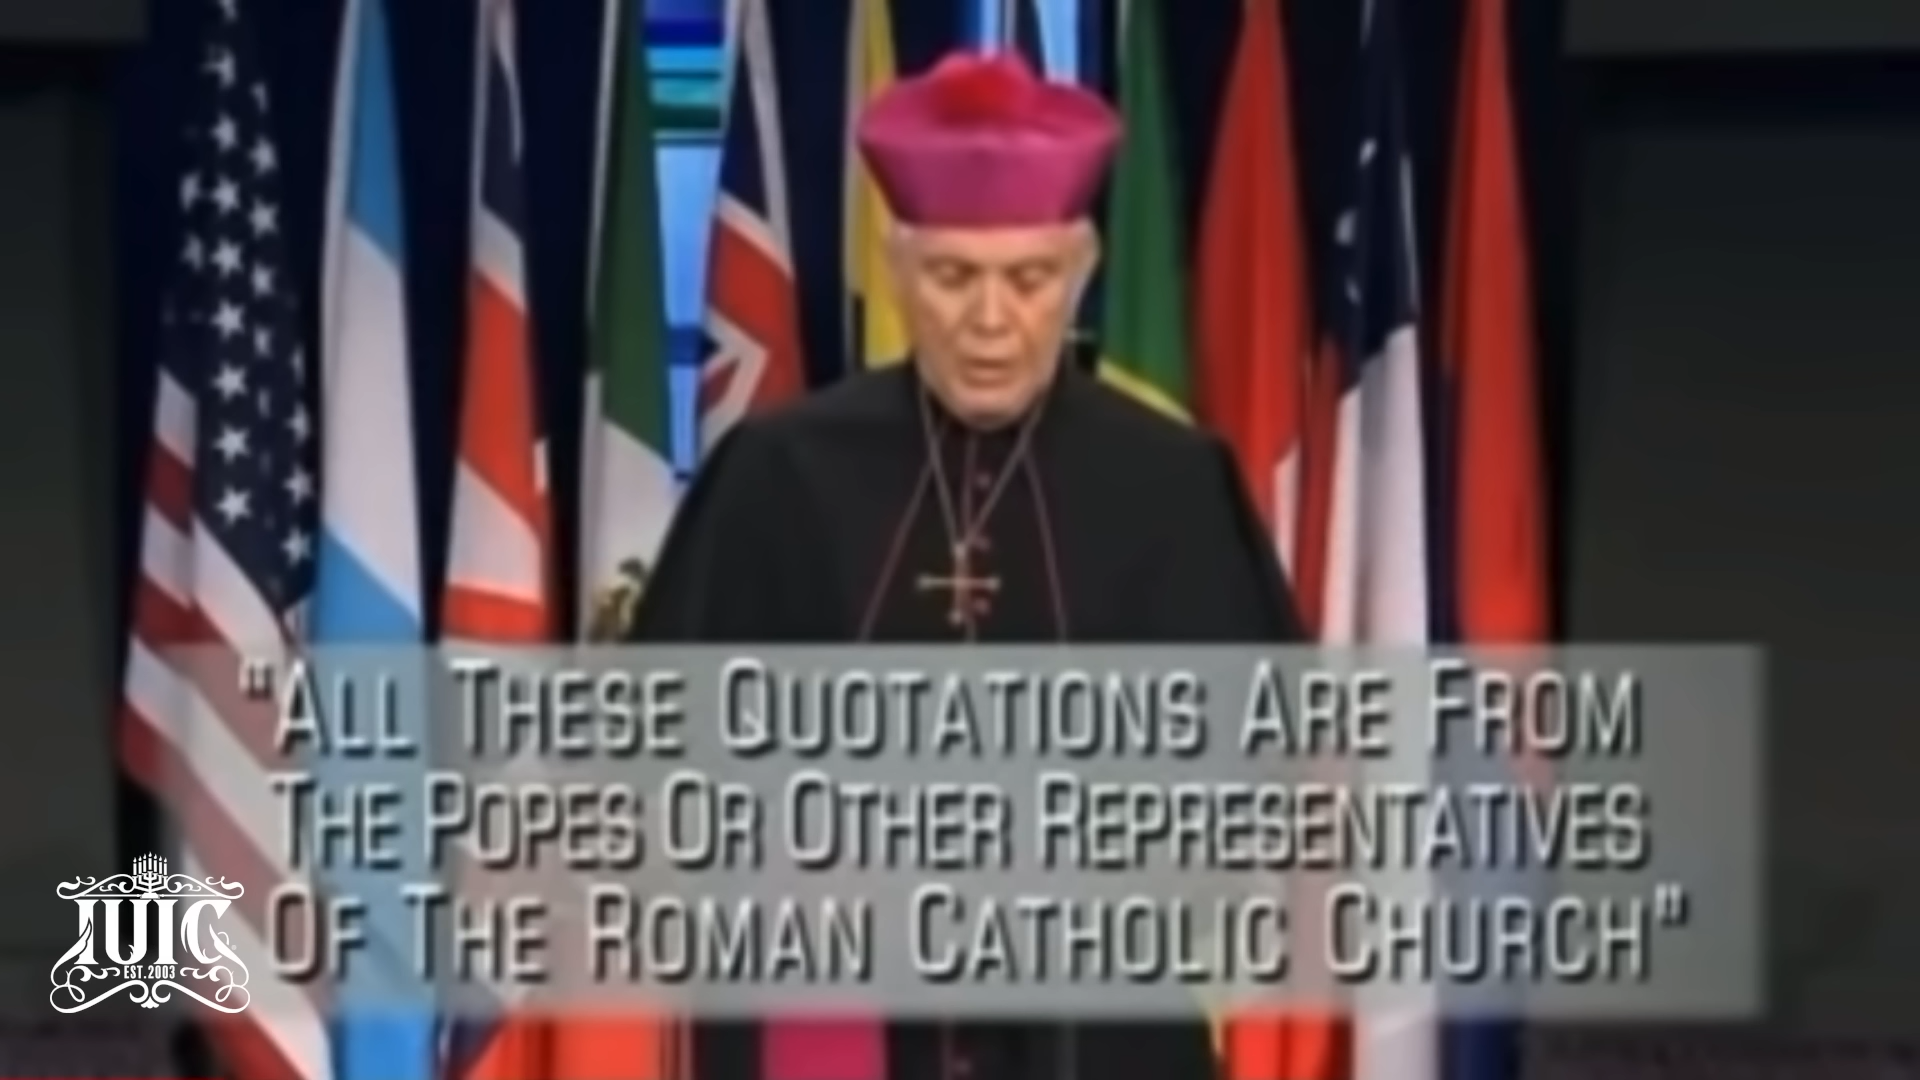 "ALL THESE QUOTATIONS ARE FROM
THE POPES OR OTHER REPRESENTATIVES
OF THE ROMAN CATHOLIC CHURCH"
IUIC
EST. 2003